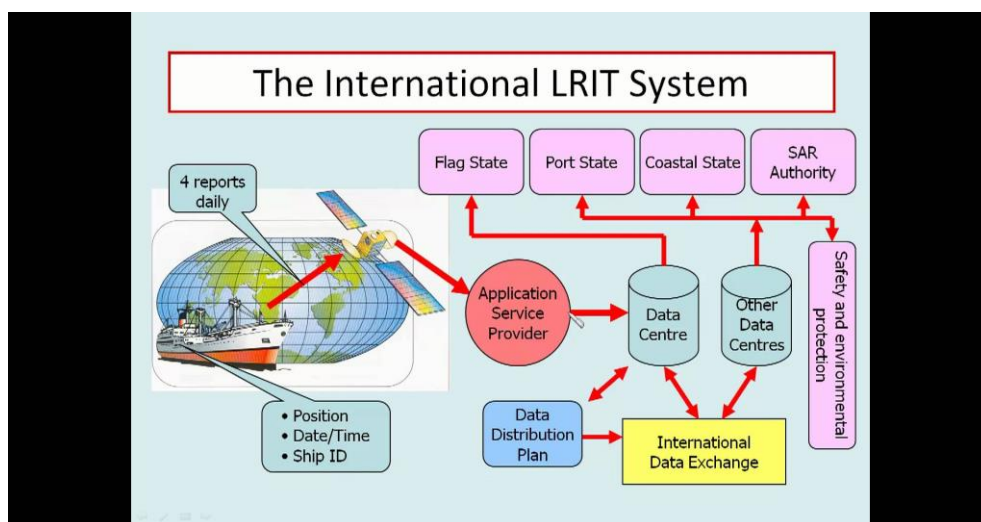 The International LRIT System
Flag State
Port State
Coastal State
SAR
Authority
4 reports
daily
Application
Service
Provider
Data
Centre
Other
Data
Centres
Safety and environmental
protection
• Position
• Date/Time
• Ship ID
Data
Distribution
Plan
International
Data Exchange